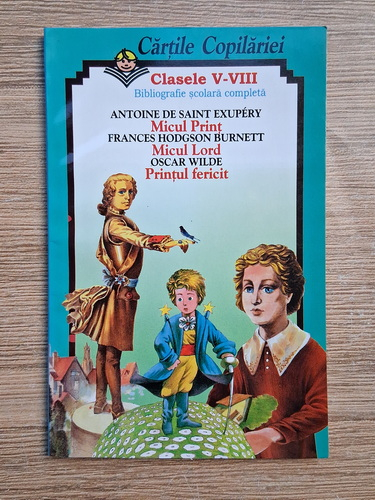 Cărțile Copilăriei
Clasele V-VIII
Bibliografie școlară completă
ANTOINE DE SAINT EXUPÉRY
Micul Prinț
FRANCES HODGSON BURNETT
Micul Lord
OSCAR WILDE
Prințul fericit